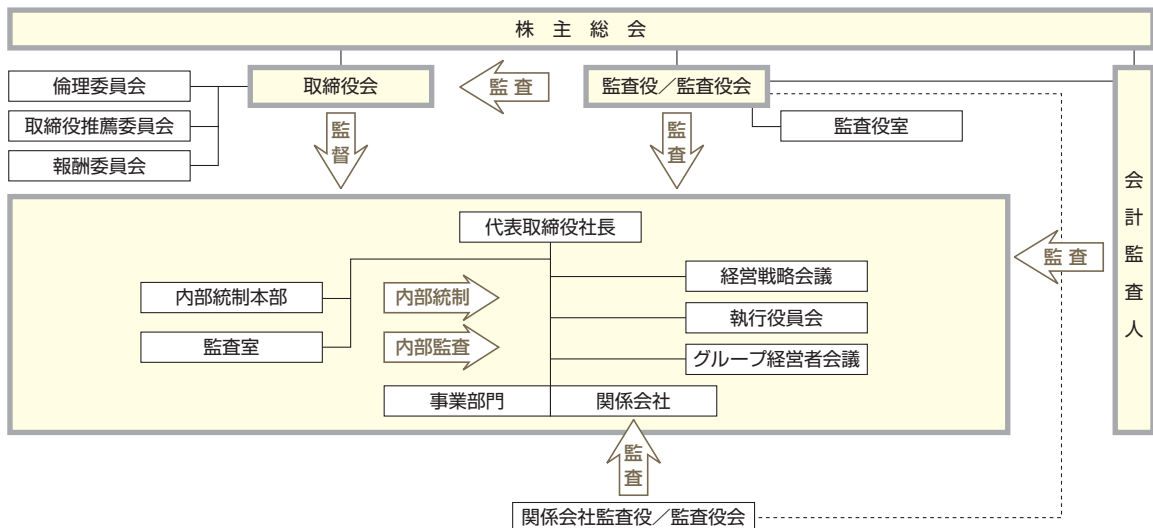 株主総会
倫理委員会
取締役会
監査
監査役／監査役会
取締役推薦委員会
監査役室
報酬委員会
監督
監査
会計監査人
代表取締役社長
監査
経営戦略会議
内部統制本部
内部統制
執行役員会
監査室
内部監査
グループ経営者会議
事業部門
関係会社
監査
関係会社監査役／監査役会